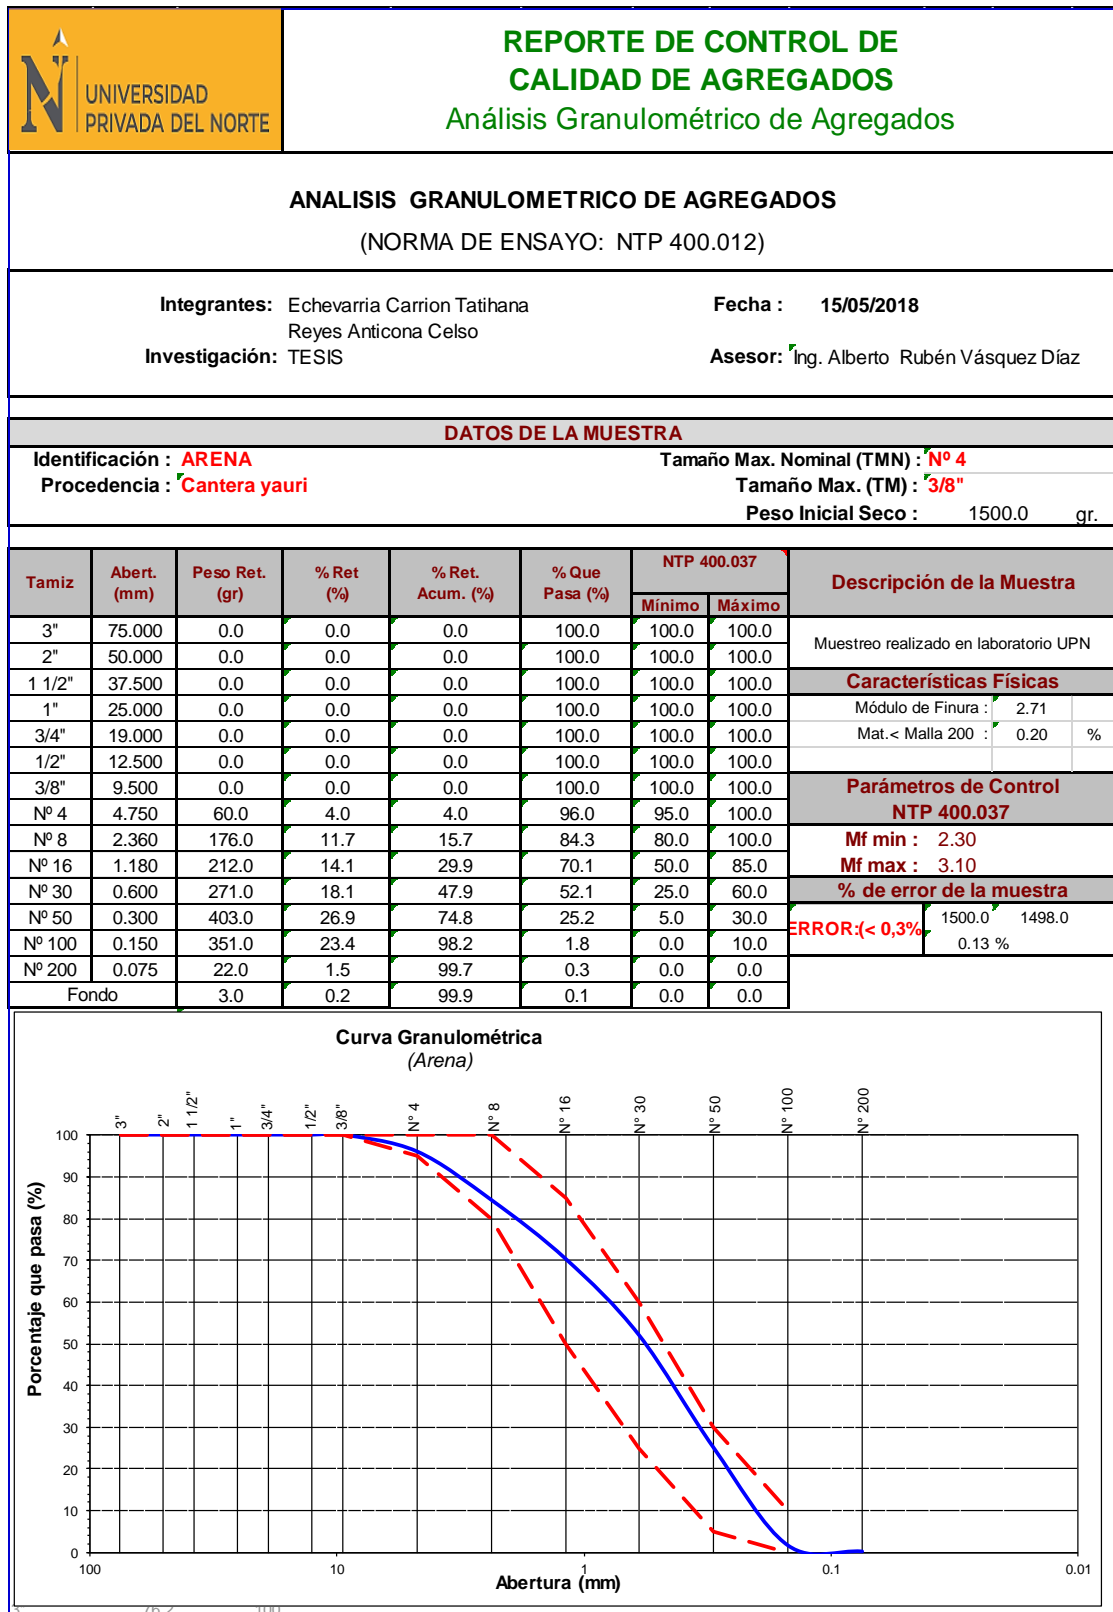 UNIVERSIDAD
PRIVADA DEL NORTE
REPORTE DE CONTROL DE
CALIDAD DE AGREGADOS
Análisis Granulométrico de Agregados
ANALISIS GRANULOMETRICO DE AGREGADOS
(NORMA DE ENSAYO: NTP 400.012)
Integrantes: Echevarria Carrion Tatihana
Reyes Anticona Celso
Fecha : 15/05/2018
Investigación: TESIS
Asesor: Ing. Alberto Rubén Vásquez Díaz
DATOS DE LA MUESTRA
Identificación : ARENA
Tamaño Max. Nominal (TMN) : Nº 4
Procedencia : Cantera yauri
Tamaño Max. (TM) : 3/8"
Peso Inicial Seco : 1500.0 gr.
Tamiz Abert. (mm) Peso Ret. (gr) % Ret (%) % Ret. Acum. (%) % Que Pasa (%) NTP 400.037 Mínimo Máximo
3" 75.000 0.0 0.0 0.0 100.0 100.0 100.0
2" 50.000 0.0 0.0 0.0 100.0 100.0 100.0
1 1/2" 37.500 0.0 0.0 0.0 100.0 100.0 100.0
1" 25.000 0.0 0.0 0.0 100.0 100.0 100.0
3/4" 19.000 0.0 0.0 0.0 100.0 100.0 100.0
1/2" 12.500 0.0 0.0 0.0 100.0 100.0 100.0
3/8" 9.500 0.0 0.0 0.0 100.0 100.0 100.0
Nº 4 4.750 60.0 4.0 4.0 96.0 95.0 100.0
Nº 8 2.360 176.0 11.7 15.7 84.3 80.0 100.0
Nº 16 1.180 212.0 14.1 29.9 70.1 50.0 85.0
Nº 30 0.600 271.0 18.1 47.9 52.1 25.0 60.0
Nº 50 0.300 403.0 26.9 74.8 25.2 5.0 30.0
Nº 100 0.150 351.0 23.4 98.2 1.8 0.0 10.0
Nº 200 0.075 22.0 1.5 99.7 0.3 0.0 0.0
Fondo 3.0 0.2 99.9 0.1 0.0 0.0
Descripción de la Muestra
Muestreo realizado en laboratorio UPN
Características Físicas
Módulo de Finura : 2.71
Mat.< Malla 200 : 0.20 %
Parámetros de Control
NTP 400.037
Mf min : 2.30
Mf max : 3.10
% de error de la muestra
ERROR:(< 0,3% 1500.0 1498.0
0.13 %
Curva Granulométrica
(Arena)
3" 2" 1 1/2" 1" 3/4" 1/2" 3/8" N° 4 N° 8 N° 16 N° 30 N° 50 N° 100 N° 200
Porcentaje que pasa (%)
100
90
80
70
60
50
40
30
20
10
0
100 10 1 0.1 0.01
Abertura (mm)